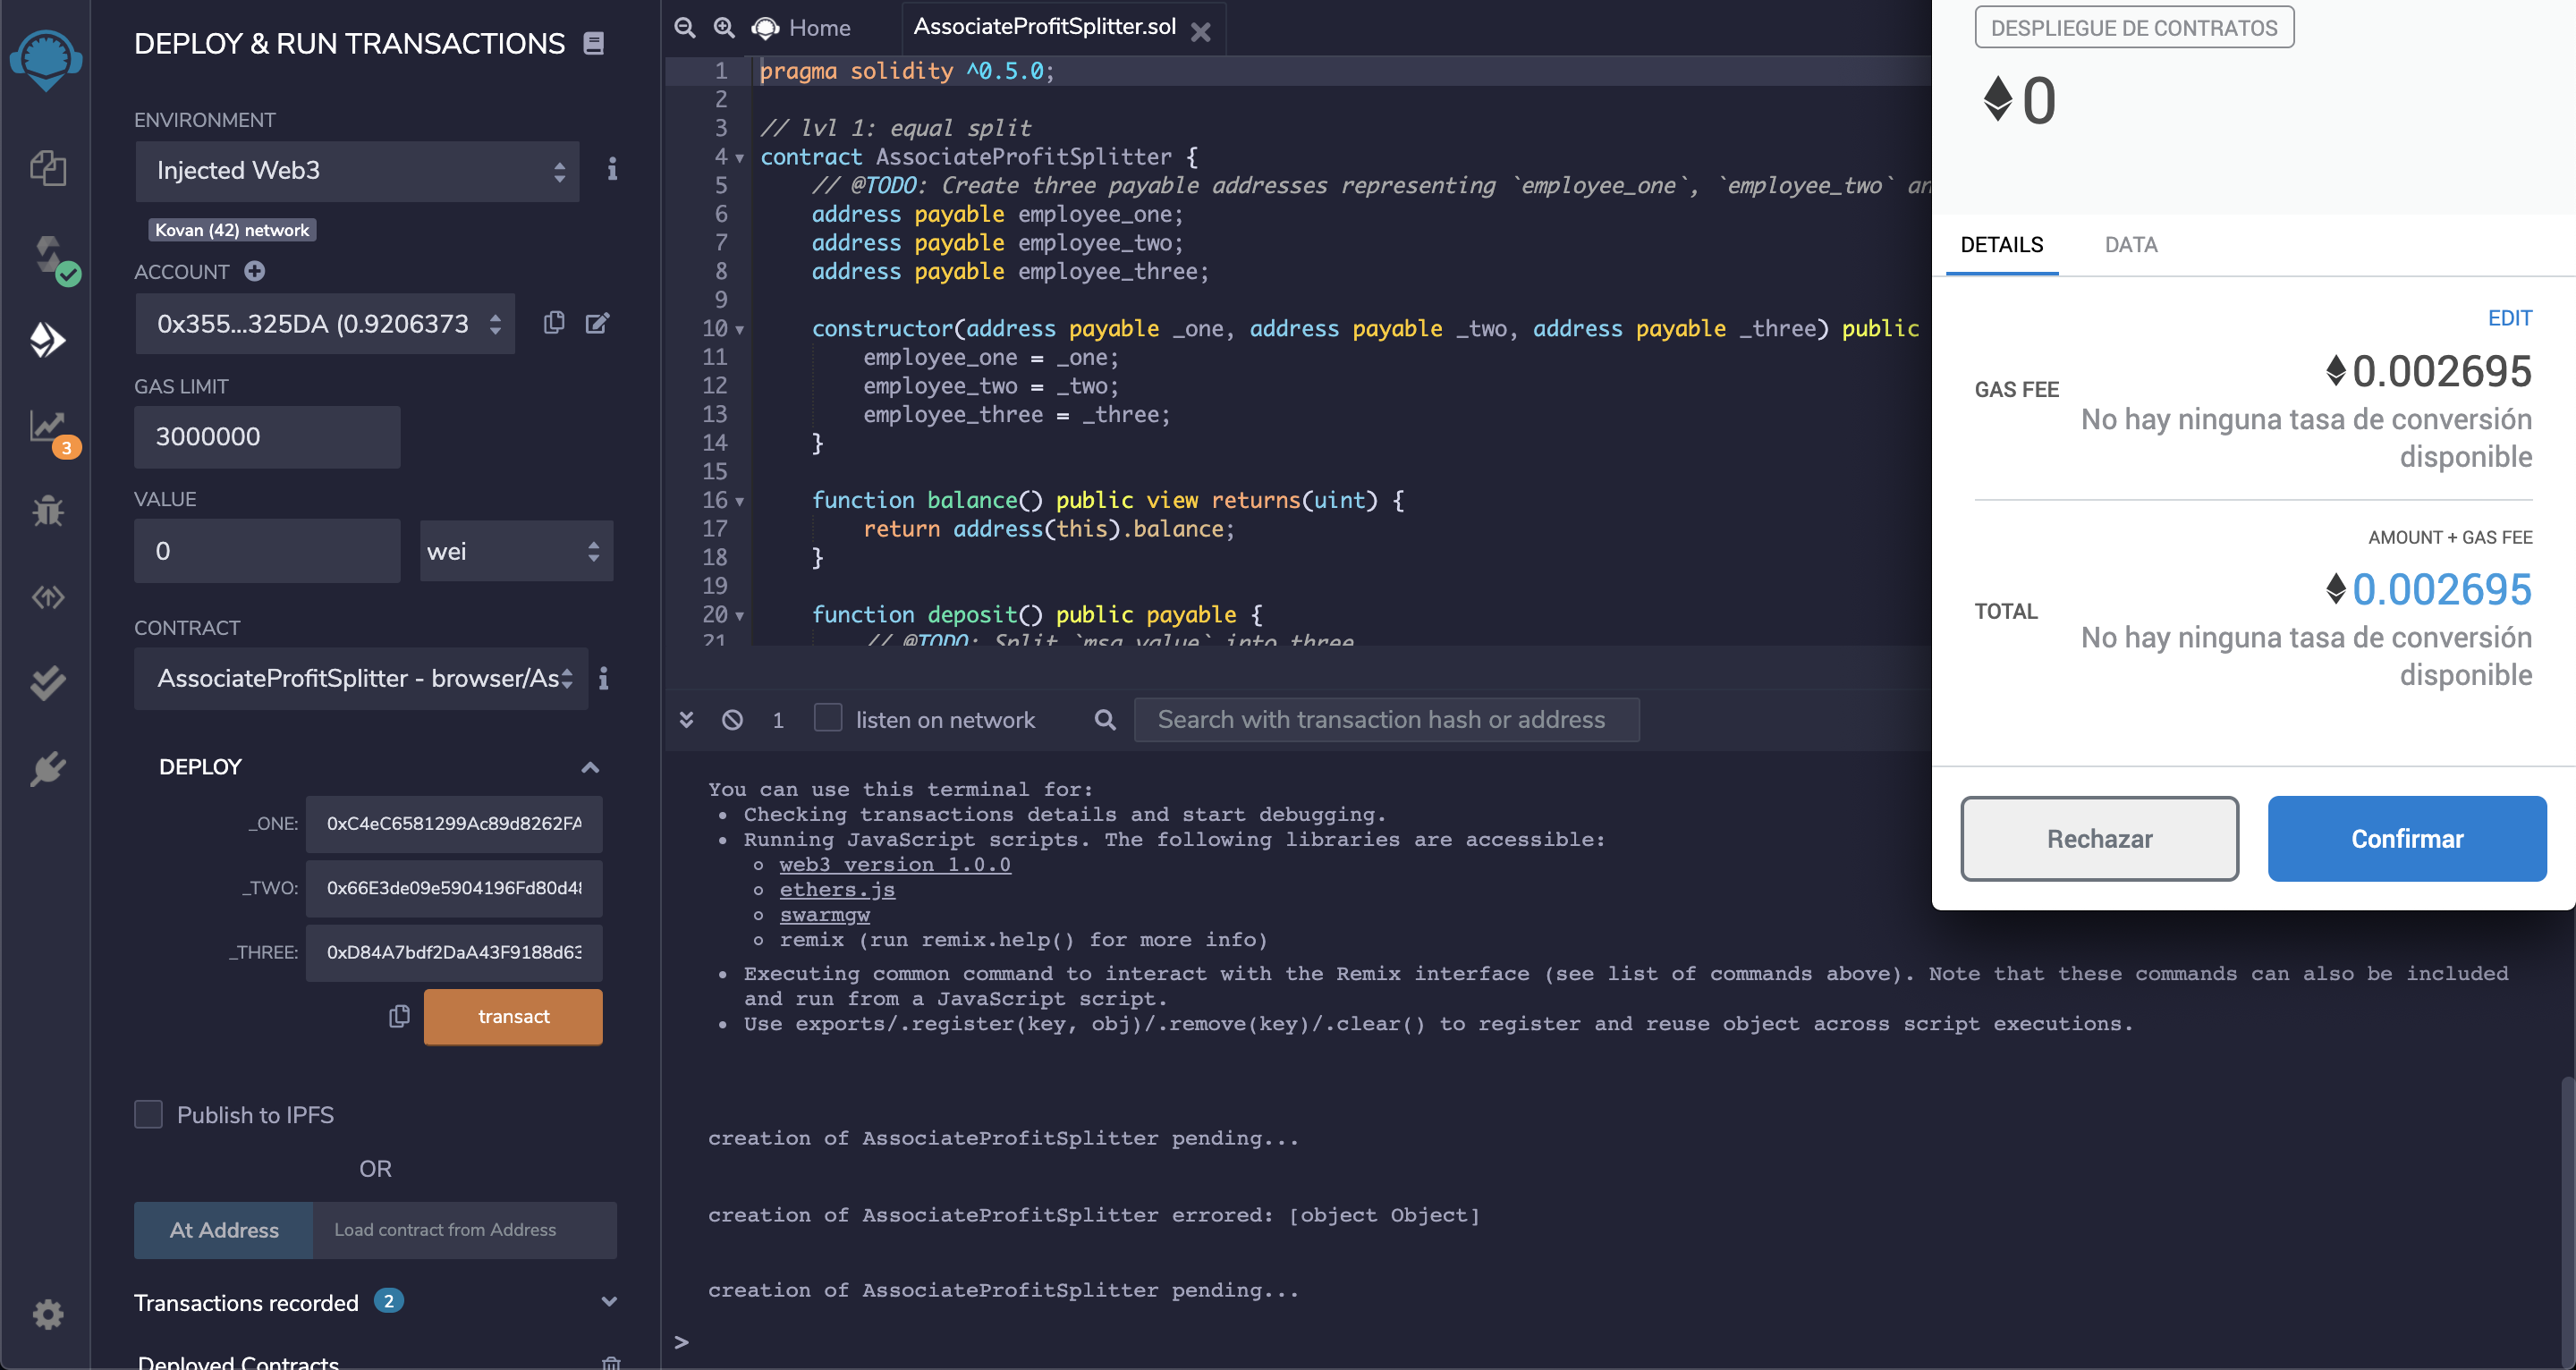 DEPLOY & RUN TRANSACTIONS
ENVIRONMENT
Injected Web3
Kovan (42) network
ACCOUNT
0x355...325DA (0.9206373
GAS LIMIT
3000000
VALUE
0
wei
CONTRACT
AssociateProfitSplitter - browser/As
DEPLOY
_ONE: 0xC4eC6581299Ac89d8262FA
_TWO: 0x66E3de09e5904196Fd80d48
_THREE: 0xD84A7bdf2DaA43F9188d63
transact
Publish to IPFS
OR
At Address Load contract from Address
Transactions recorded 2
Deployed Contracts
3
Home
AssociateProfitSplitter.sol
1 pragma solidity ^0.5.0;
2
3 // lvl 1: equal split
4 contract AssociateProfitSplitter {
5 // @TODO: Create three payable addresses representing `employee_one`, `employee_two` an
6 address payable employee_one;
7 address payable employee_two;
8 address payable employee_three;
9
10 constructor(address payable _one, address payable _two, address payable _three) public
11 employee_one = _one;
12 employee_two = _two;
13 employee_three = _three;
14 }
15
16 function balance() public view returns(uint) {
17 return address(this).balance;
18 }
19
20 function deposit() public payable {
21 // @TODO: Split `msg.value` into three
1 listen on network Search with transaction hash or address
You can use this terminal for:
• Checking transactions details and start debugging.
• Running JavaScript scripts. The following libraries are accessible:
web3 version 1.0.0
ethers.js
swarmgw
remix (run remix.help() for more info)
• Executing common command to interact with the Remix interface (see list of commands above). Note that these commands can also be included
and run from a JavaScript script.
• Use exports/.register(key, obj)/.remove(key)/.clear() to register and reuse object across script executions.
creation of AssociateProfitSplitter pending...
creation of AssociateProfitSplitter errored: [object Object]
creation of AssociateProfitSplitter pending...
>
DESPLIEGUE DE CONTRATOS
0
DETAILS DATA
EDIT
GAS FEE
0.002695
No hay ninguna tasa de conversión
disponible
AMOUNT + GAS FEE
TOTAL
0.002695
No hay ninguna tasa de conversión
disponible
Rechazar Confirmar